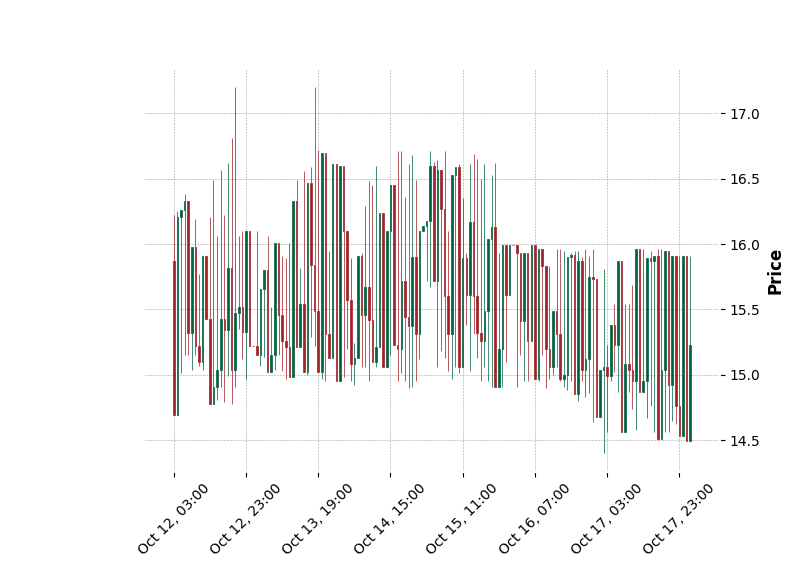 17.0
16.5
16.0
15.5
15.0
14.5
Price
Oct 12, 03:00
Oct 12, 23:00
Oct 13, 19:00
Oct 14, 15:00
Oct 15, 11:00
Oct 16, 07:00
Oct 17, 03:00
Oct 17, 23:00